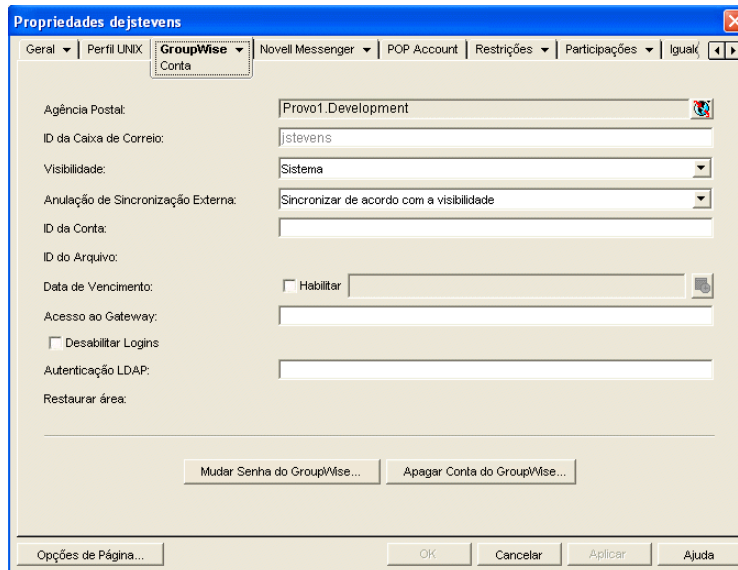 Propriedades dejstevens
Geral Perfil UNIX GroupWise Novell Messenger POP Account Restrições Participações
Conta
Agência Postal: Provo1.Development
ID da Caixa de Correio: jstevens
Visibilidade: Sistema
Anulação de Sincronização Externa: Sincronizar de acordo com a visibilidade
ID da Conta:
ID do Arquivo:
Data de Vencimento: Habilitar
Acesso ao Gateway:
Desabilitar Logins
Autenticação LDAP:
Restaurar área:
Mudar Senha do GroupWise... Apagar Conta do GroupWise...
Opções de Página... OK Cancelar Aplicar Ajuda